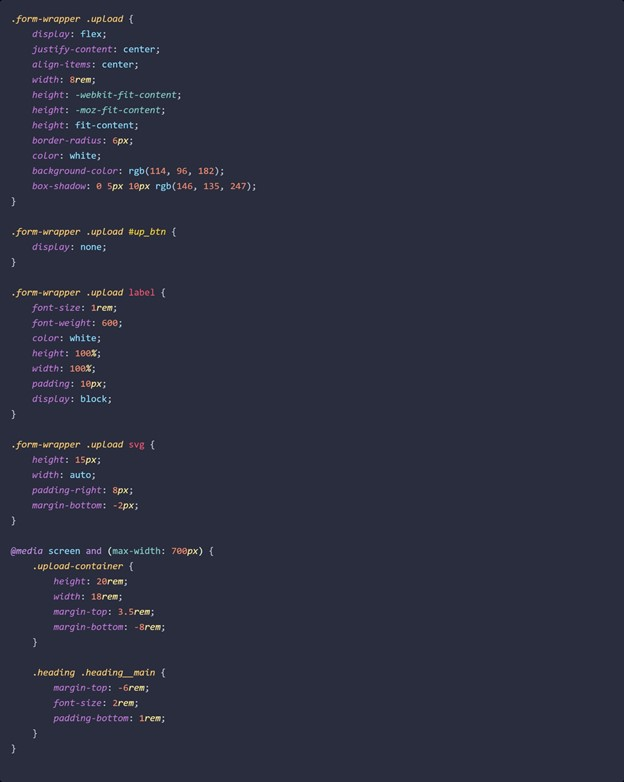 .form-wrapper .upload {
    display: flex;
    justify-content: center;
    align-items: center;
    width: 8rem;
    height: -webkit-fit-content;
    height: -moz-fit-content;
    height: fit-content;
    border-radius: 6px;
    color: white;
    background-color: rgb(114, 96, 182);
    box-shadow: 0 5px 10px rgb(146, 135, 247);
}

.form-wrapper .upload #up_btn {
    display: none;
}

.form-wrapper .upload label {
    font-size: 1rem;
    font-weight: 600;
    color: white;
    height: 100%;
    width: 100%;
    padding: 10px;
    display: block;
}

.form-wrapper .upload svg {
    height: 15px;
    width: auto;
    padding-right: 8px;
    margin-bottom: -2px;
}

@media screen and (max-width: 700px) {
    .upload-container {
        height: 20rem;
        width: 18rem;
        margin-top: 3.5rem;
        margin-bottom: -8rem;
    }

    .heading .heading__main {
        margin-top: -6rem;
        font-size: 2rem;
        padding-bottom: 1rem;
    }
}